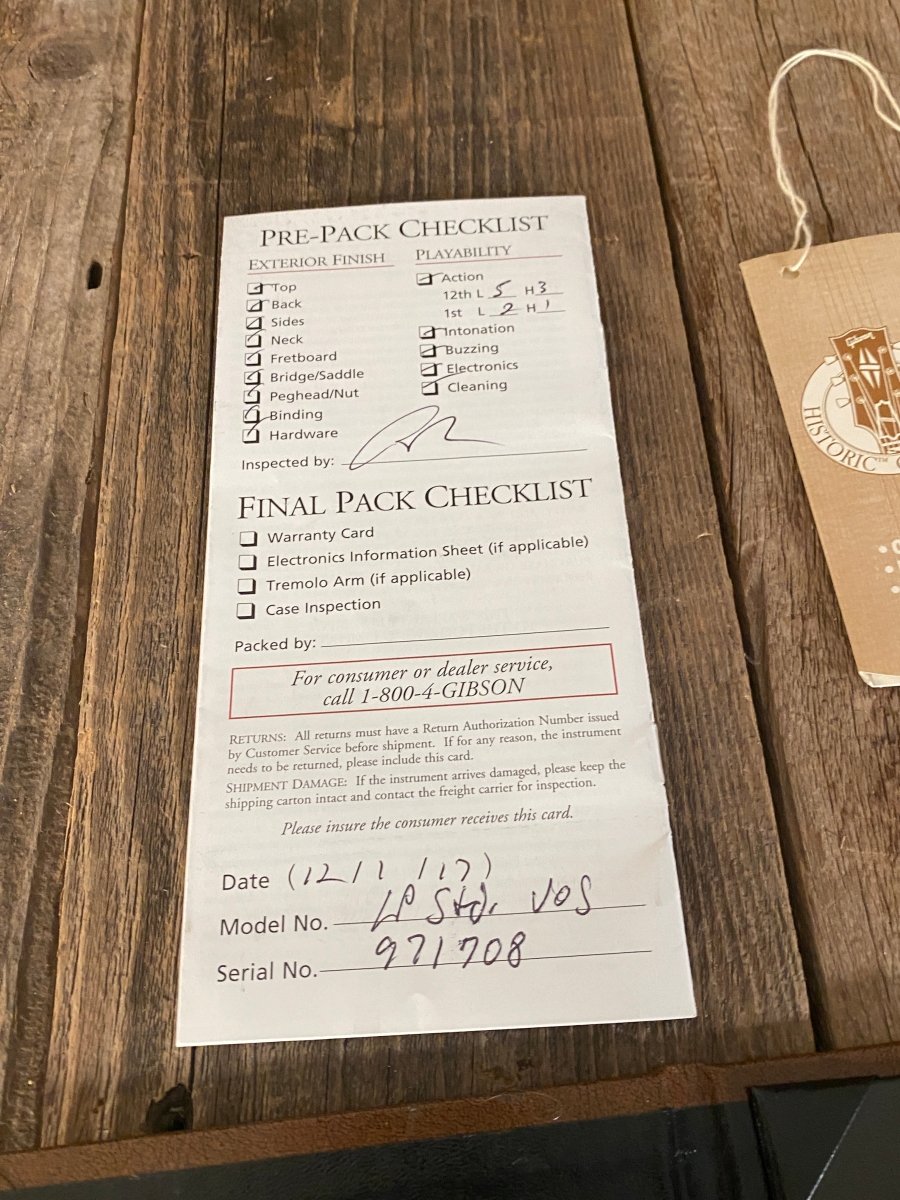 PRE-PACK CHECKLIST
EXTERIOR FINISH
Top
Back
Sides
Neck
Fretboard
Bridge/Saddle
Peghead/Nut
Binding
Hardware
PLAYABILITY
Action
12th L 5 H 3
1st L 2 H 1
Intonation
Buzzing
Electronics
Cleaning
Inspected by:
FINAL PACK CHECKLIST
Warranty Card
Electronics Information Sheet (if applicable)
Tremolo Arm (if applicable)
Case Inspection
Packed by:
For consumer or dealer service,
call 1-800-4-GIBSON
RETURNS: All returns must have a Return Authorization Number issued
by Customer Service before shipment. If for any reason, the instrument
needs to be returned, please include this card.
SHIPMENT DAMAGE: If the instrument arrives damaged, please keep the
shipping carton intact and contact the freight carrier for inspection.
Please insure the consumer receives this card.
Date (12/1/17)
Model No. LP Std. VOS
Serial No. 971708
Gibson
HISTORIC™